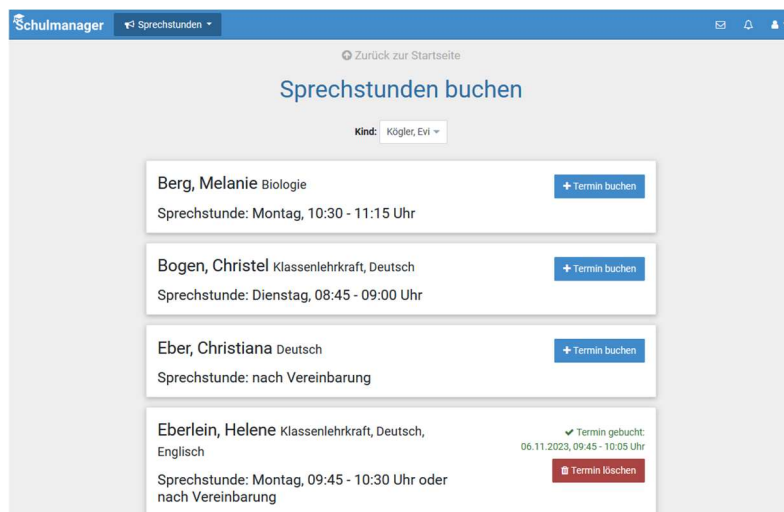 Schulmanager Sprechstunden
Zurück zur Startseite
Sprechstunden buchen
Kind: Kögler, Evi
Berg, Melanie Biologie
+ Termin buchen
Sprechstunde: Montag, 10:30 - 11:15 Uhr
Bogen, Christel Klassenlehrkraft, Deutsch
+ Termin buchen
Sprechstunde: Dienstag, 08:45 - 09:00 Uhr
Eber, Christiana Deutsch
+ Termin buchen
Sprechstunde: nach Vereinbarung
Eberlein, Helene Klassenlehrkraft, Deutsch,
Englisch
Termin gebucht:
06.11.2023, 09:45 - 10:05 Uhr
Termin löschen
Sprechstunde: Montag, 09:45 - 10:30 Uhr oder
nach Vereinbarung